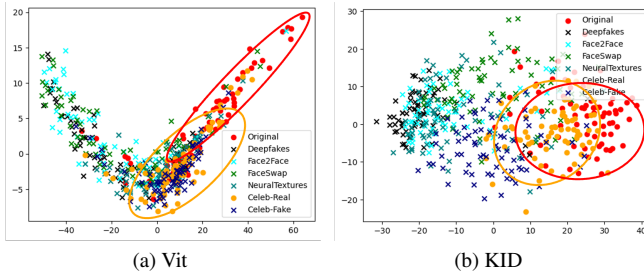 20
15
10
5
0
−5
−40
−20
0
20
40
60
Original
Deepfakes
Face2Face
FaceSwap
NeuralTextures
Celeb-Real
Celeb-Fake
(a) Vit
30
20
10
0
−10
−20
−30
−20
−10
0
10
20
30
40
Original
Deepfakes
Face2Face
FaceSwap
NeuralTextures
Celeb-Real
Celeb-Fake
(b) KID